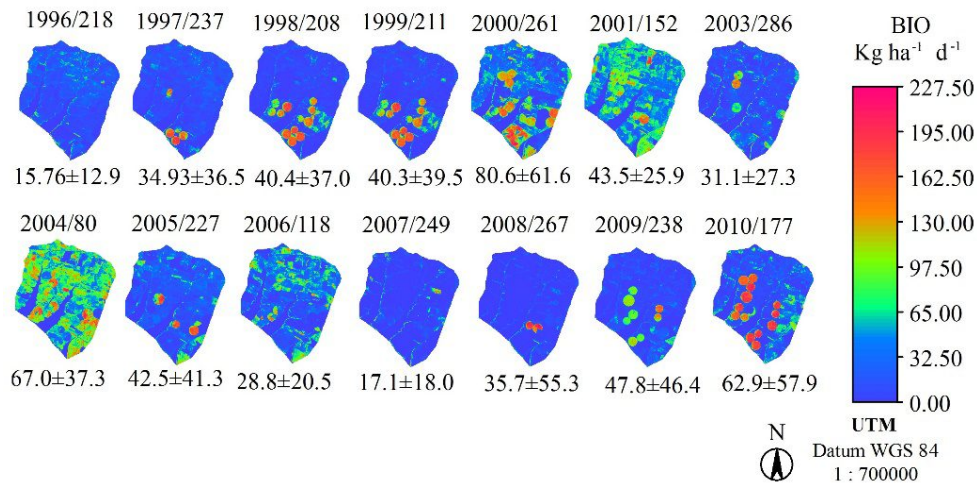 1996/218 1997/237 1998/208 1999/211 2000/261 2001/152 2003/286
15.76±12.9 34.93±36.5 40.4±37.0 40.3±39.5 80.6±61.6 43.5±25.9 31.1±27.3
2004/80 2005/227 2006/118 2007/249 2008/267 2009/238 2010/177
67.0±37.3 42.5±41.3 28.8±20.5 17.1±18.0 35.7±55.3 47.8±46.4 62.9±57.9
BIO
Kg ha⁻¹ d⁻¹
227.50
195.00
162.50
130.00
97.50
65.00
32.50
0.00
N
UTM
Datum WGS 84
1 : 700000